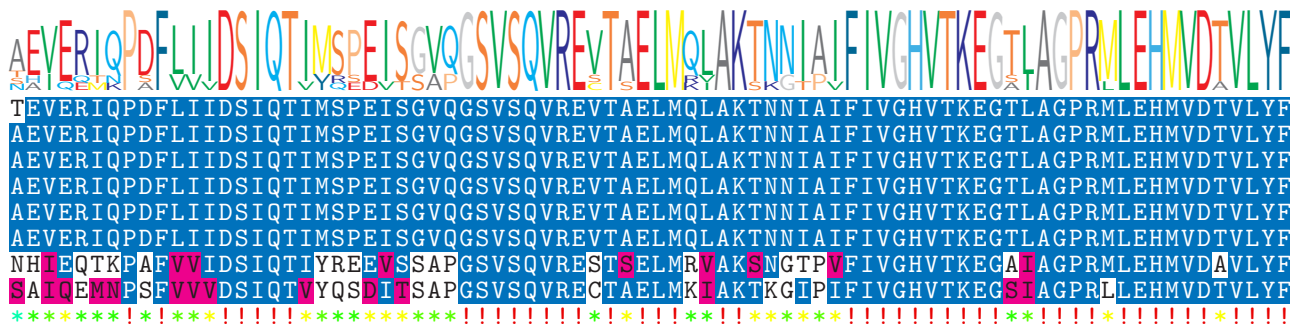 AEVERIQPDFLIIDSIQTIMSPEISGVQGSVSQVREVTAELMQLAKTNNIAIFIVGHVTKEGTLAGPRMLEHMVDTVLYF
TEVERIQPDFLIIDSIQTIMSPEISGVQGSVSQVREVTAELMQLAKTNNIAIFIVGHVTKEGTLAGPRMLEHMVDTVLYF
AEVERIQPDFLIIDSIQTIMSPEISGVQGSVSQVREVTAELMQLAKTNNIAIFIVGHVTKEGTLAGPRMLEHMVDTVLYF
AEVERIQPDFLIIDSIQTIMSPEISGVQGSVSQVREVTAELMQLAKTNNIAIFIVGHVTKEGTLAGPRMLEHMVDTVLYF
AEVERIQPDFLIIDSIQTIMSPEISGVQGSVSQVREVTAELMQLAKTNNIAIFIVGHVTKEGTLAGPRMLEHMVDTVLYF
AEVERIQPDFLIIDSIQTIMSPEISGVQGSVSQVREVTAELMQLAKTNNIAIFIVGHVTKEGTLAGPRMLEHMVDTVLYF
AEVERIQPDFLIIDSIQTIMSPEISGVQGSVSQVREVTAELMQLAKTNNIAIFIVGHVTKEGTLAGPRMLEHMVDTVLYF
NHIEQTKPAFVVIDSIQTIYREEVSSAPGSVSQVRESTSELMRVAKSNGTPVFIVGHVTKEGAIAGPRMLEHMVDAVLYF
SAIQEMNPSFVVVDSIQTVYQSDITSAPGSVSQVRECTAELMKIAKTKGIPIFIVGHVTKEGSIAGPRLLEHMVDTVLYF
*******!*!***!!!!!**********!!!!!!!!*!*!!!**!!******!!!!!!!!!!**!!!!*!!!!!!*!!!!